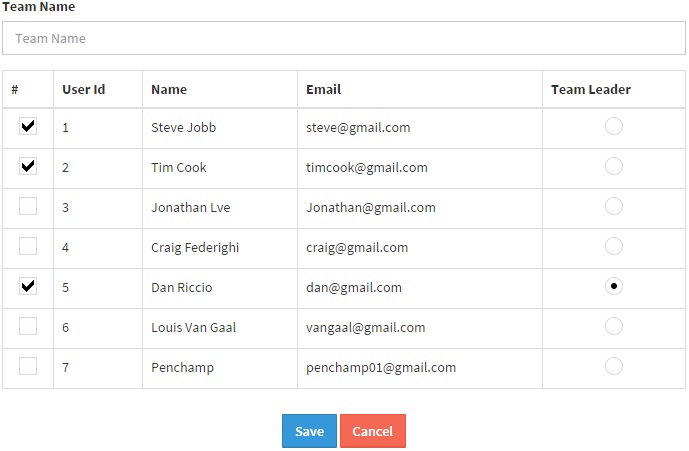 Team Name
Team Name
# User Id Name Email Team Leader
1 Steve Jobb steve@gmail.com
2 Tim Cook timcook@gmail.com
3 Jonathan Lve Jonathan@gmail.com
4 Craig Federighi craig@gmail.com
5 Dan Riccio dan@gmail.com
6 Louis Van Gaal vangaal@gmail.com
7 Penchamp penchamp01@gmail.com
Save Cancel